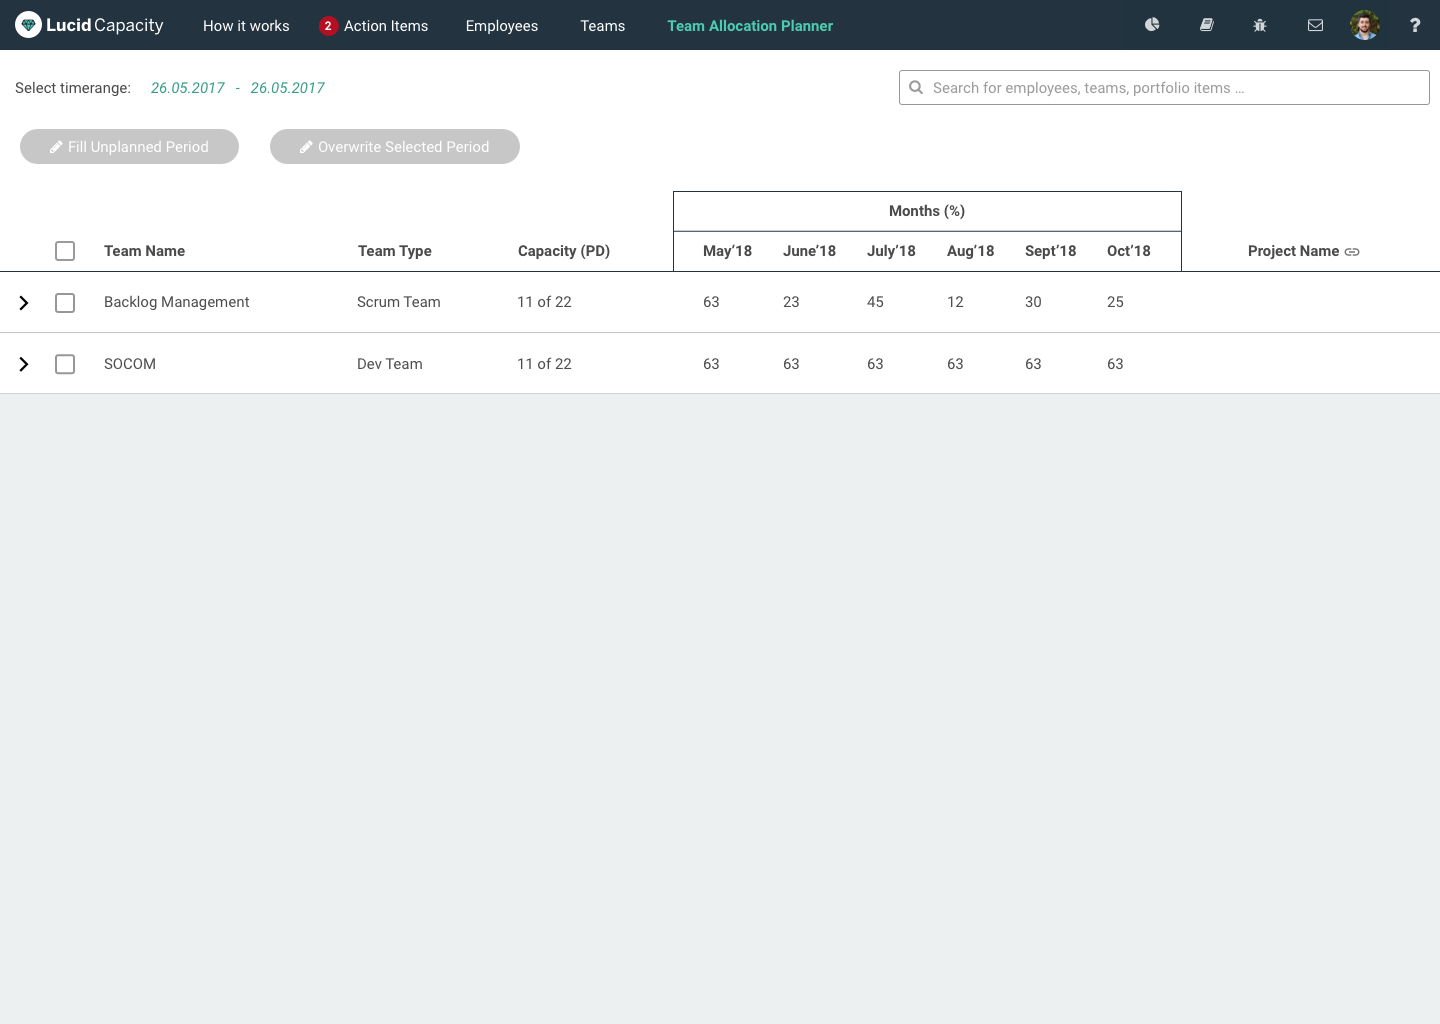 LucidCapacity How it works 2 Action Items Employees Teams Team Allocation Planner ?
Select timerange: 26.05.2017 - 26.05.2017 Search for employees, teams, portfolio items ...
Fill Unplanned Period Overwrite Selected Period
Months (%)
Team Name Team Type Capacity (PD) May’18 June’18 July’18 Aug’18 Sept’18 Oct’18 Project Name
Backlog Management Scrum Team 11 of 22 63 23 45 12 30 25
SOCOM Dev Team 11 of 22 63 63 63 63 63 63